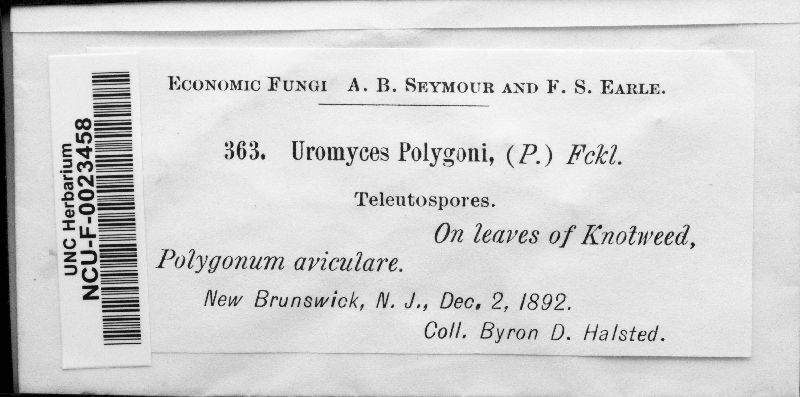 UNC Herbarium
NCU-F-0023458
ECONOMIC FUNGI A. B. SEYMOUR AND F. S. EARLE.
363. Uromyces Polygoni, (P.) Fckl.
Teleutospores.
On leaves of Knotweed,
Polygonum aviculare.
New Brunswick, N. J., Dec. 2, 1892.
Coll. Byron D. Halsted.